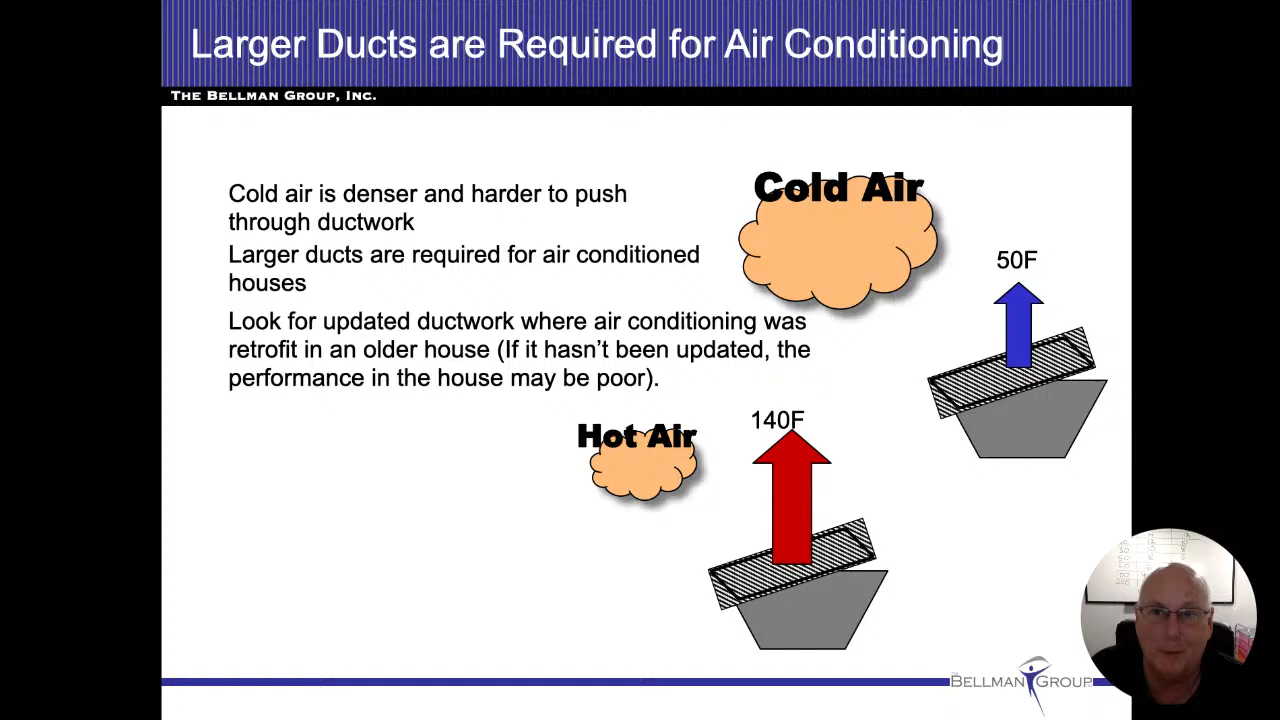 Larger Ducts are Required for Air Conditioning
THE BELLMAN GROUP, INC.
Cold air is denser and harder to push
through ductwork
Larger ducts are required for air conditioned
houses
Look for updated ductwork where air conditioning was
retrofit in an older house (If it hasn’t been updated, the
performance in the house may be poor).
Cold Air
50F
Hot Air
140F
THE
BELLMAN GROUP